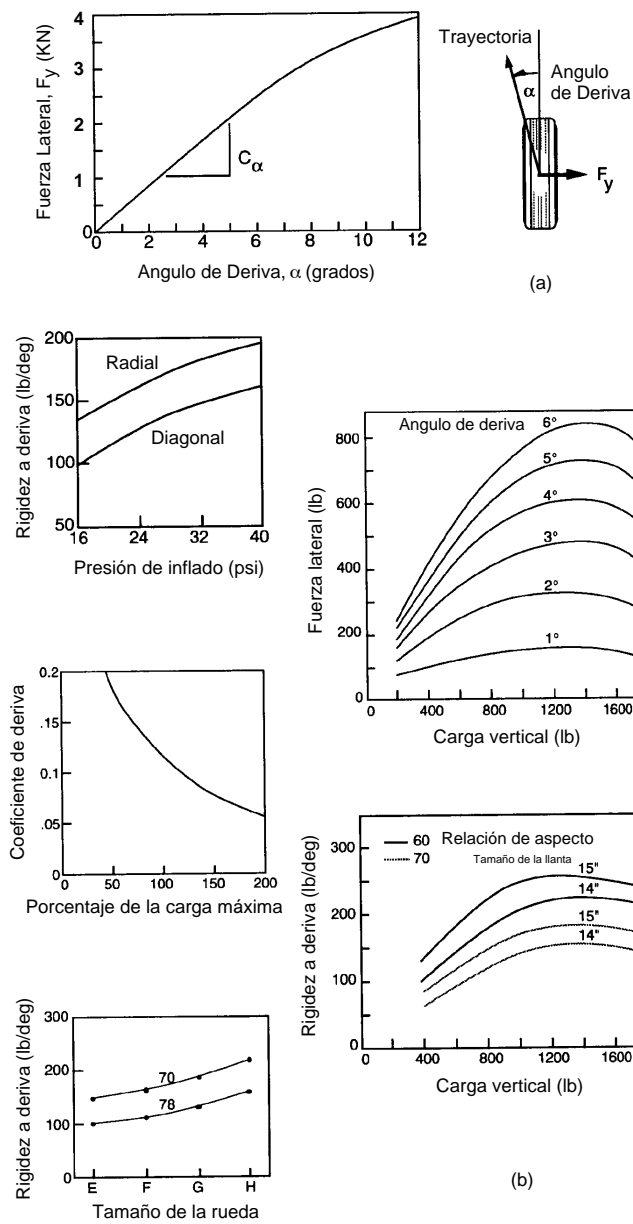 4
3
2
1
0
Fuerza Lateral, Fy (KN)
Cα
0 2 4 6 8 10 12
Angulo de Deriva, α (grados)
Trayectoria
Angulo
de Deriva
α
Fy
(a)
200
150
100
50
Rigidez a deriva (lb/deg)
Radial
Diagonal
16 24 32 40
Presión de inflado (psi)
800
600
400
200
0
Fuerza lateral (lb)
Angulo de deriva
6°
5°
4°
3°
2°
1°
0 400 800 1200 1600
Carga vertical (lb)
0.2
0.15
0.1
.05
Coeficiente de deriva
0 50 100 150 200
Porcentaje de la carga máxima
300
200
100
0
Rigidez a deriva (lb/deg)
60
70
Relación de aspecto
Tamaño de la llanta
15"
14"
15"
14"
0 400 800 1200 1600
Carga vertical (lb)
300
200
100
0
Rigidez a deriva (lb/deg)
70
78
E F G H
Tamaño de la rueda
(b)